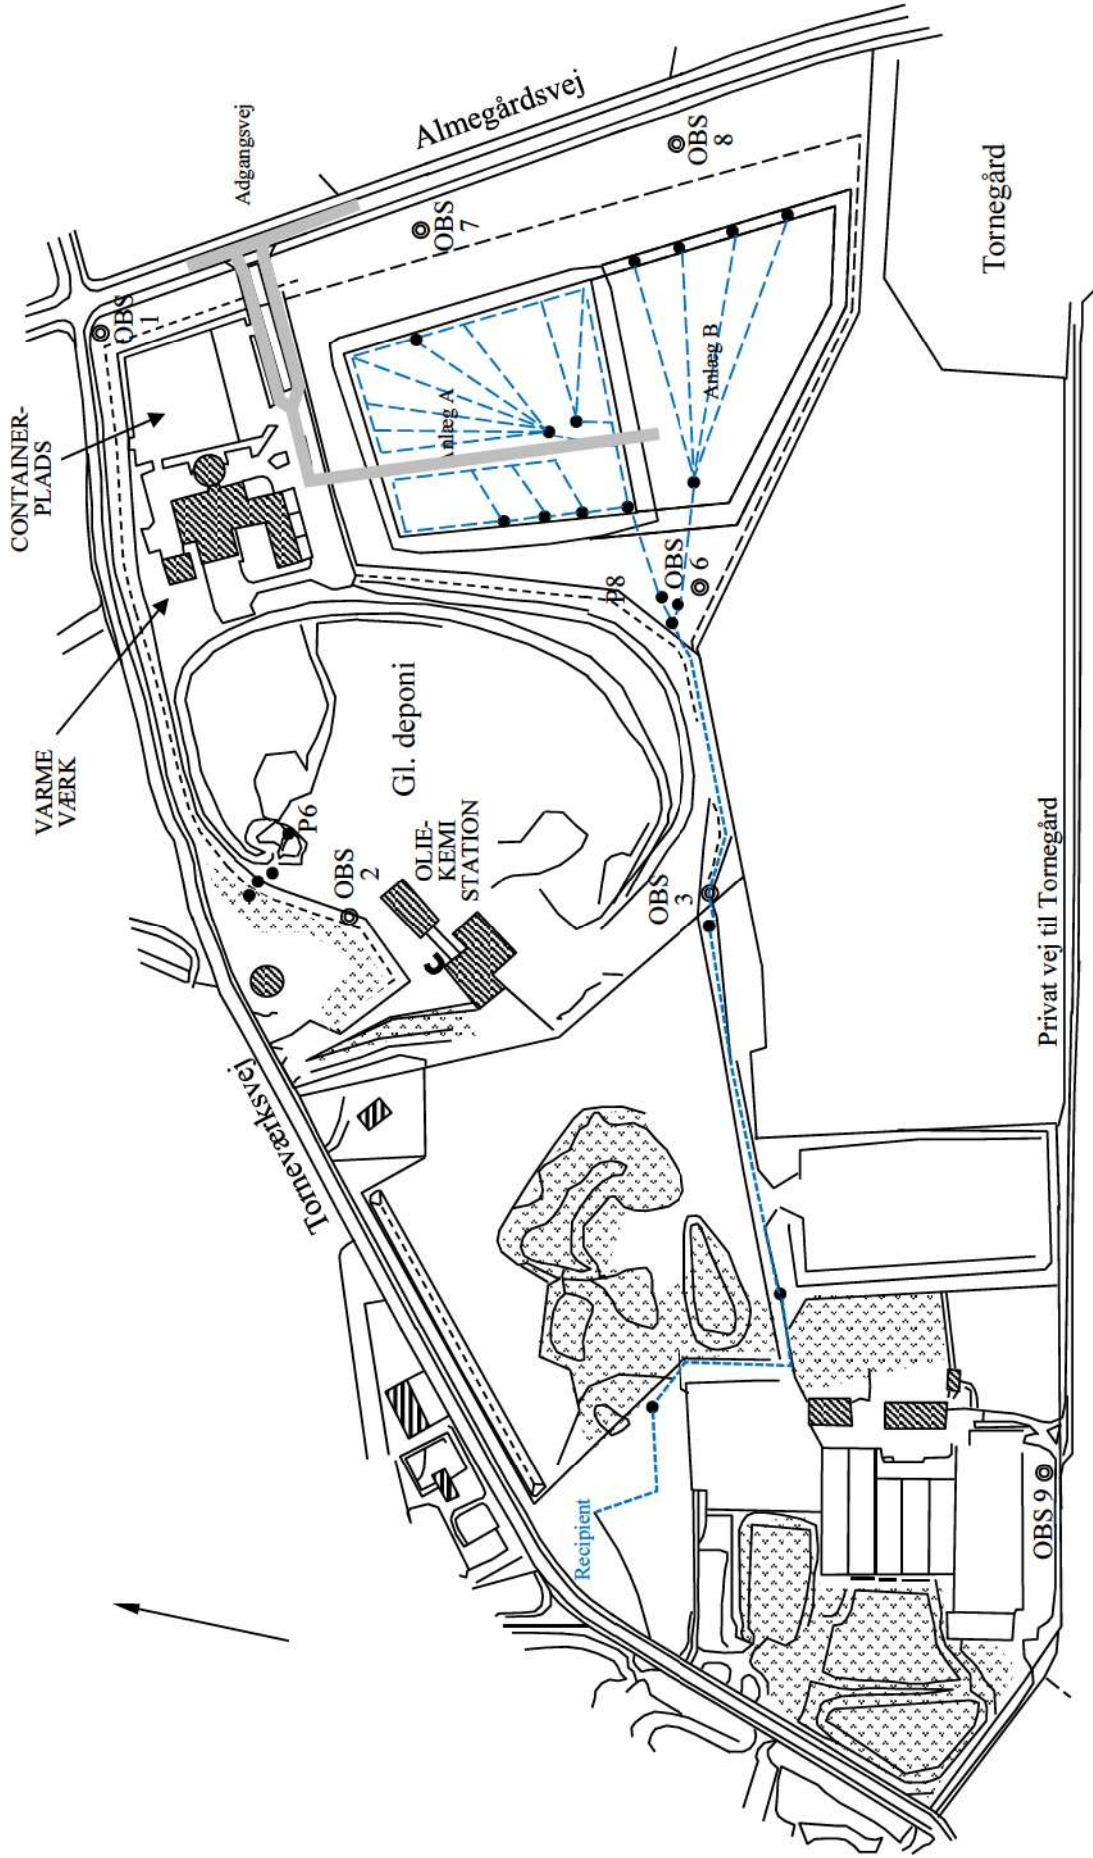 CONTAINER-
PLADS
VARME
VÆRK
Adgangsvej
Almegårdsvej
OBS
1
OBS
7
OBS
8
Anlæg A
Anlæg B
Tornegård
P8
OBS
6
Gl. deponi
P6
OBS
2
OLIE-
KEMI
STATION
OBS
3
Privat vej til Tornegård
Torneværksvej
Recipient
OBS 9